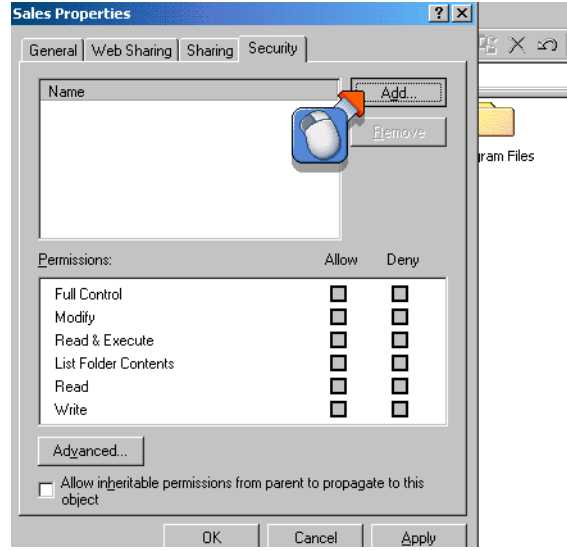 Sales Properties
General Web Sharing Sharing Security
Name
Add...
Remove
gram Files
Permissions: Allow Deny
Full Control
Modify
Read & Execute
List Folder Contents
Read
Write
Advanced...
Allow inheritable permissions from parent to propagate to this
object
OK Cancel Apply